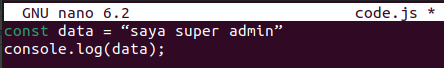 GNU nano 6.2 code.js *
const data = “saya super admin”
console.log(data);